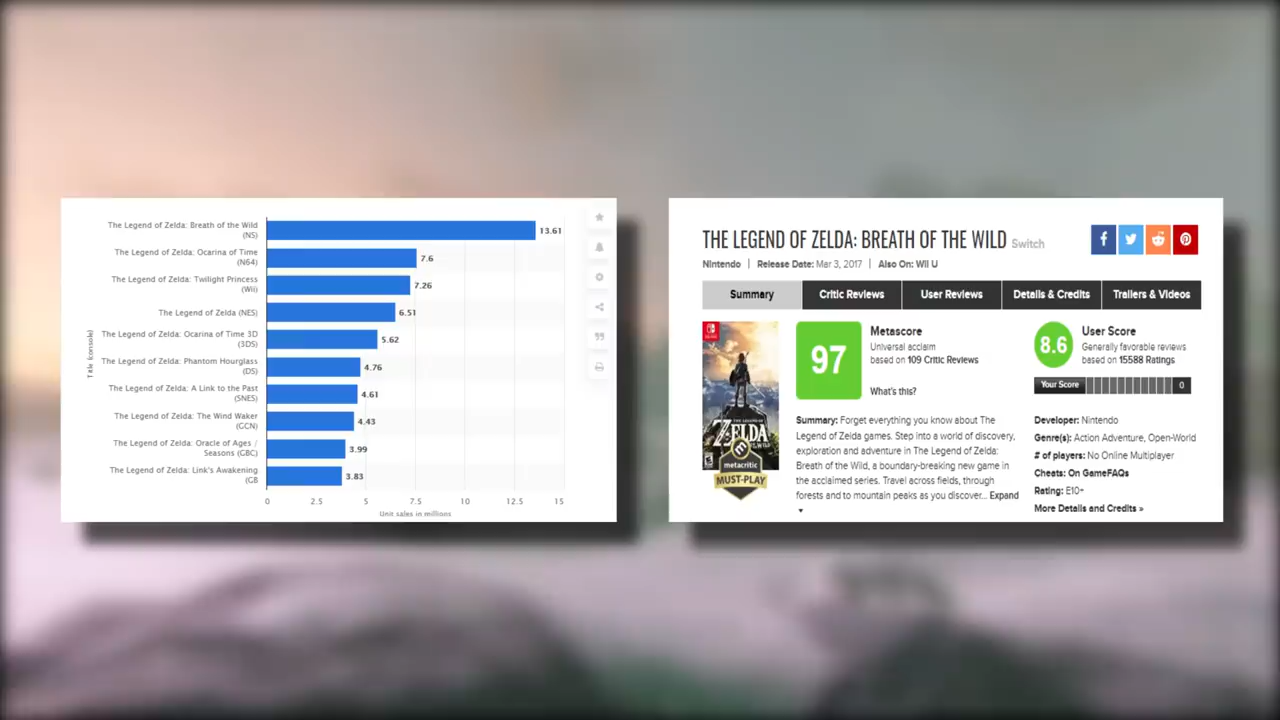 The Legend of Zelda: Breath of the Wild
(NS)
13.61
The Legend of Zelda: Ocarina of Time
(N64)
7.6
The Legend of Zelda: Twilight Princess
(Wii)
7.26
The Legend of Zelda (NES)
6.51
The Legend of Zelda: Ocarina of Time 3D
(3DS)
5.62
The Legend of Zelda: Phantom Hourglass
(DS)
4.76
The Legend of Zelda: A Link to the Past
(SNES)
4.61
The Legend of Zelda: The Wind Waker
(GCN)
4.43
The Legend of Zelda: Oracle of Ages /
Seasons (GBC)
3.99
The Legend of Zelda: Link's Awakening
(GB
3.83
Title (console)
0 2.5 5 7.5 10 12.5 15
Unit sales in millions
THE LEGEND OF ZELDA: BREATH OF THE WILD Switch
Nintendo | Release Date: Mar 3, 2017 | Also On: Wii U
Summary Critic Reviews User Reviews Details & Credits Trailers & Videos
THE LEGEND OF
ZELDA
metacritic
MUST-PLAY
97
Metascore
Universal acclaim
based on 109 Critic Reviews
What's this?
Summary: Forget everything you know about The
Legend of Zelda games. Step into a world of discovery,
exploration and adventure in The Legend of Zelda:
Breath of the Wild, a boundary-breaking new game in
the acclaimed series. Travel across fields, through
forests and to mountain peaks as you discover... Expand
8.6
User Score
Generally favorable reviews
based on 15588 Ratings
Your Score 0
Developer: Nintendo
Genre(s): Action Adventure, Open-World
# of players: No Online Multiplayer
Cheats: On GameFAQs
Rating: E10+
More Details and Credits »